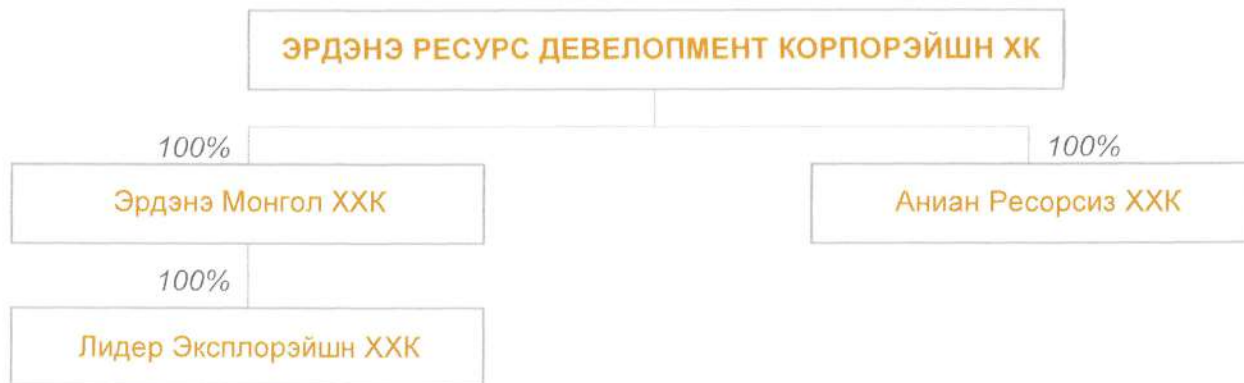 ЭРДЭНЭ РЕСУРС ДЕВЕЛОПМЕНТ КОРПОРЭЙШН ХК
100%
100%
Эрдэнэ Монгол ХХК
Аниан Ресорсиз ХХК
100%
Лидер Эксплорэйшн ХХК